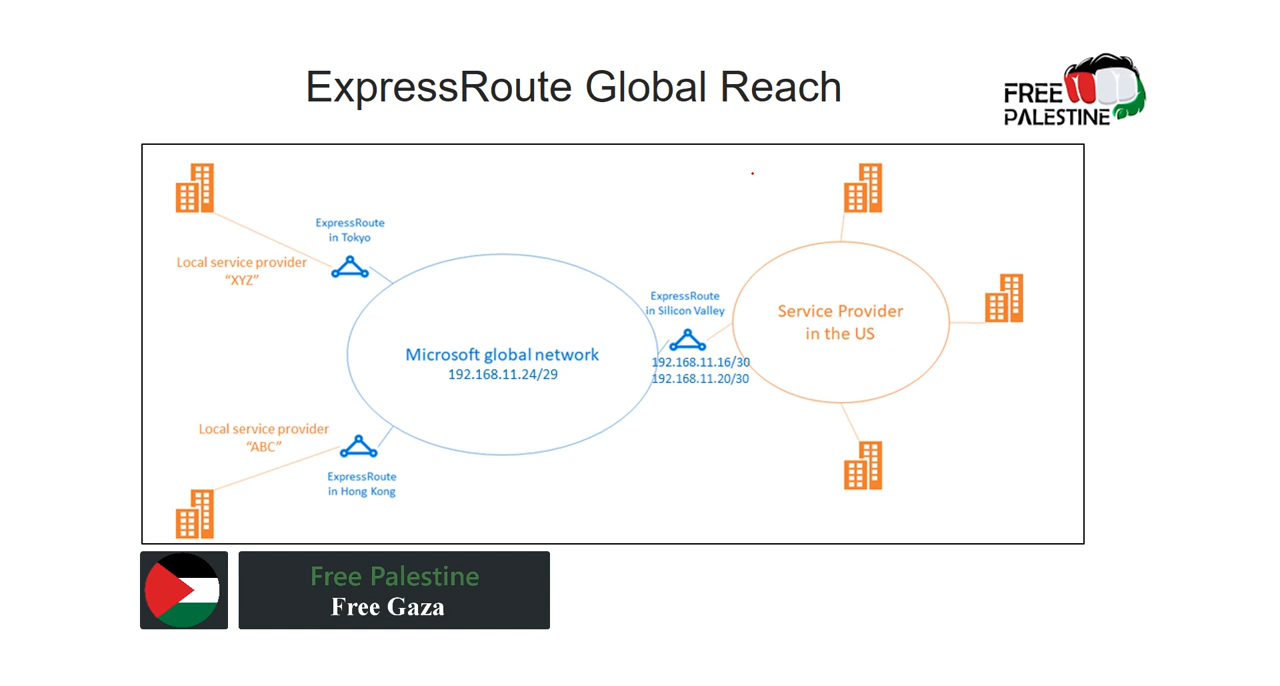 ExpressRoute Global Reach
FREE
PALESTINE
ExpressRoute
in Tokyo
Local service provider
“XYZ”
ExpressRoute
in Silicon Valley
Service Provider
in the US
Microsoft global network
192.168.11.24/29
192.168.11.16/30
192.168.11.20/30
Local service provider
“ABC”
ExpressRoute
in Hong Kong
Free Palestine
Free Gaza